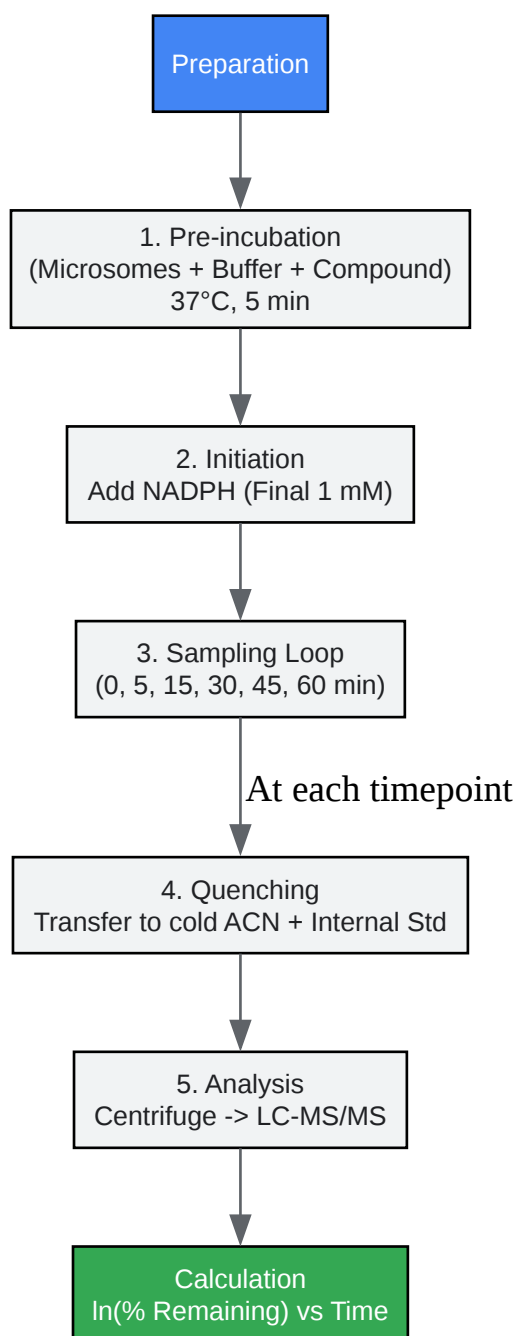 Preparation
1. Pre-incubation
(Microsomes + Buffer + Compound)
37°C, 5 min
2. Initiation
Add NADPH (Final 1 mM)
3. Sampling Loop
(0, 5, 15, 30, 45, 60 min)
At each timepoint
4. Quenching
Transfer to cold ACN + Internal Std
5. Analysis
Centrifuge -> LC-MS/MS
Calculation
ln(% Remaining) vs Time